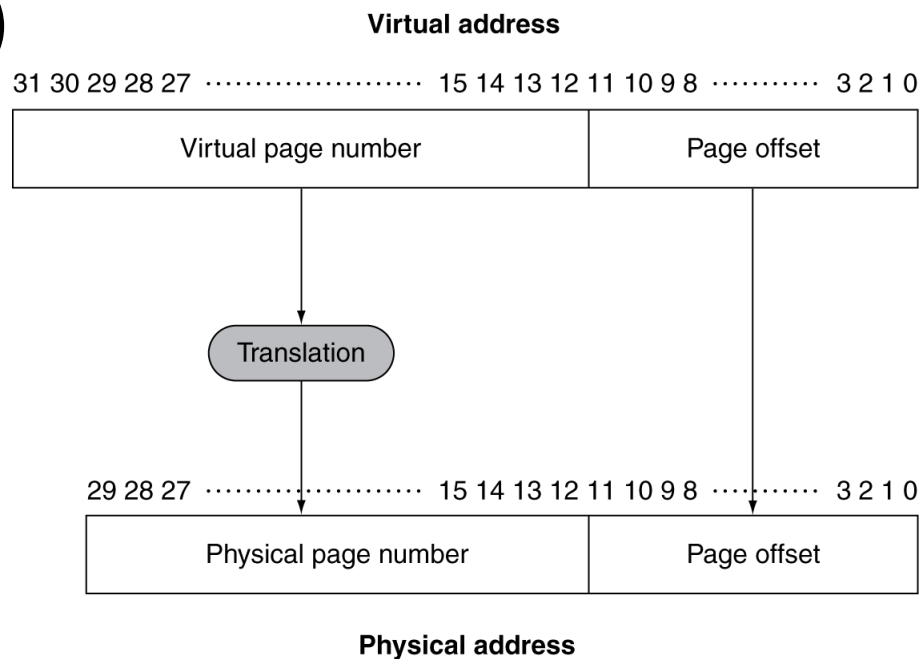 Virtual address
31 30 29 28 27 ······················ 15 14 13 12 11 10 9 8 ··········· 3 2 1 0
Virtual page number Page offset
Translation
29 28 27 ······················ 15 14 13 12 11 10 9 8 ··········· 3 2 1 0
Physical page number Page offset
Physical address